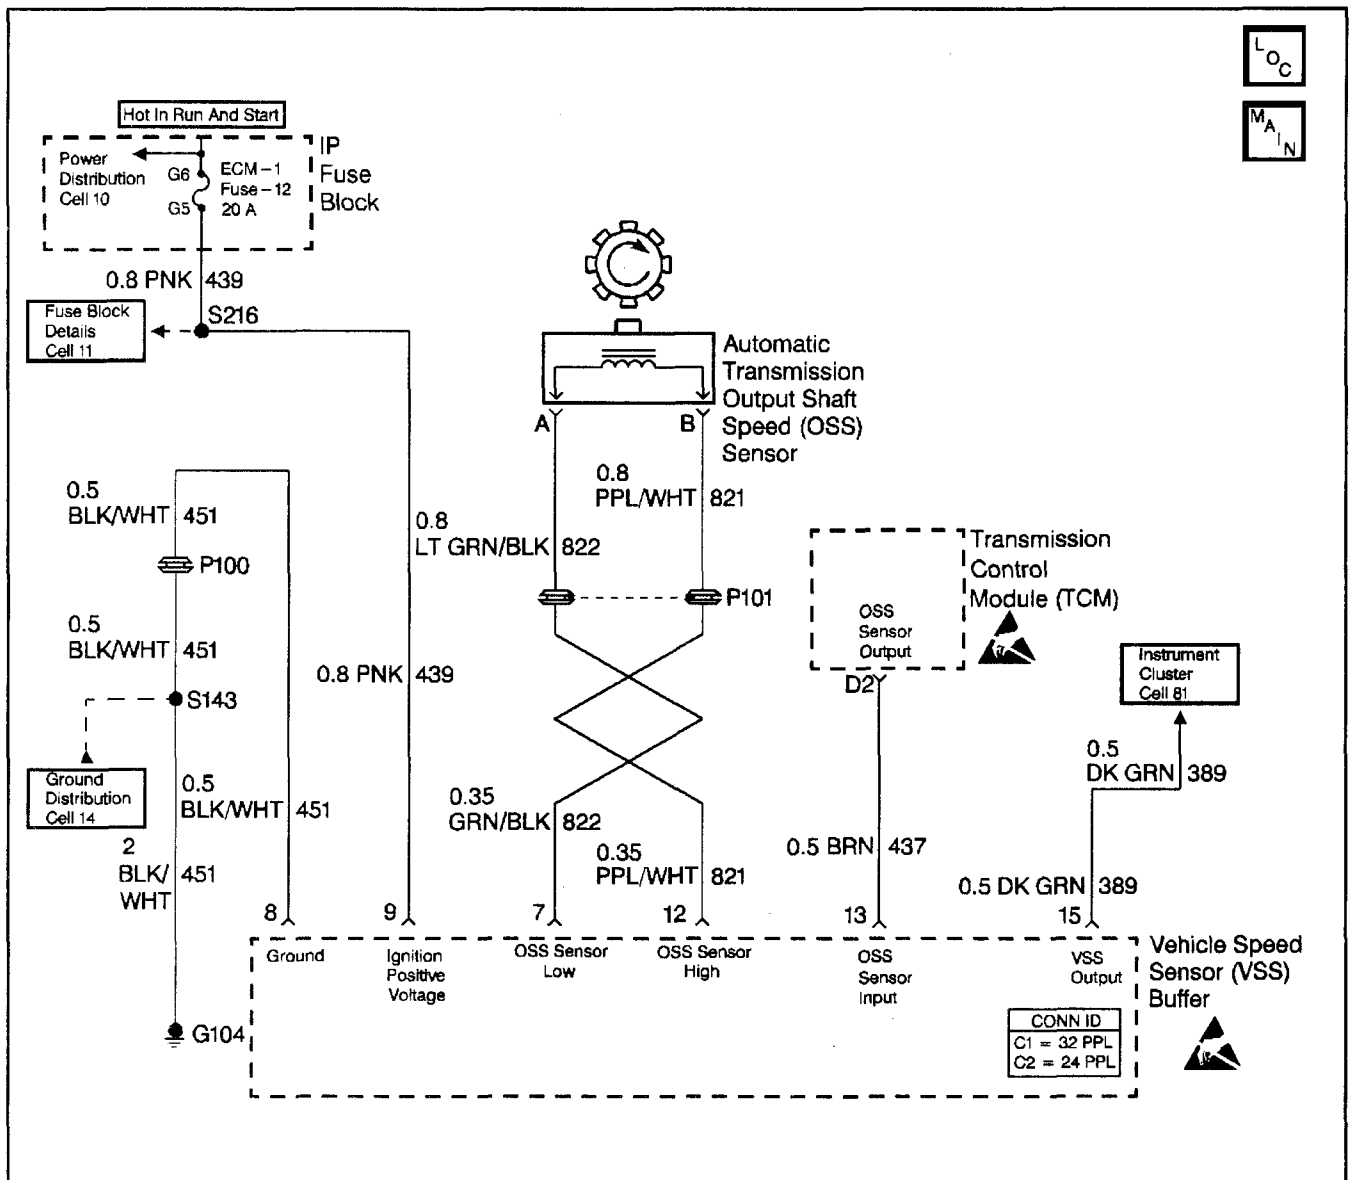 LOC
MAIN
Hot In Run And Start
IP
Fuse
Block
Power
Distribution
Cell 10
G6
G5
ECM-1
Fuse-12
20 A
0.8 PNK 439
S216
Fuse Block
Details
Cell 11
Automatic
Transmission
Output Shaft
Speed (OSS)
Sensor
A
B
0.5
BLK/WHT 451
P100
0.8
PPL/WHT 821
0.8
LT GRN/BLK 822
P101
Transmission
Control
Module (TCM)
OSS
Sensor
Output
D2
0.5
BLK/WHT 451
0.8 PNK 439
S143
Instrument
Cluster
Cell 81
0.5
DK GRN 389
Ground
Distribution
Cell 14
0.5
BLK/WHT 451
0.35
GRN/BLK 822
2
BLK/
WHT
451
0.35
PPL/WHT 821
0.5 BRN 437
0.5 DK GRN 389
8
9
7
12
13
15
Ground
Ignition
Positive
Voltage
OSS Sensor
Low
OSS Sensor
High
OSS
Sensor
Input
VSS
Output
Vehicle Speed
Sensor (VSS)
Buffer
G104
CONN ID
C1 = 32 PPL
C2 = 24 PPL